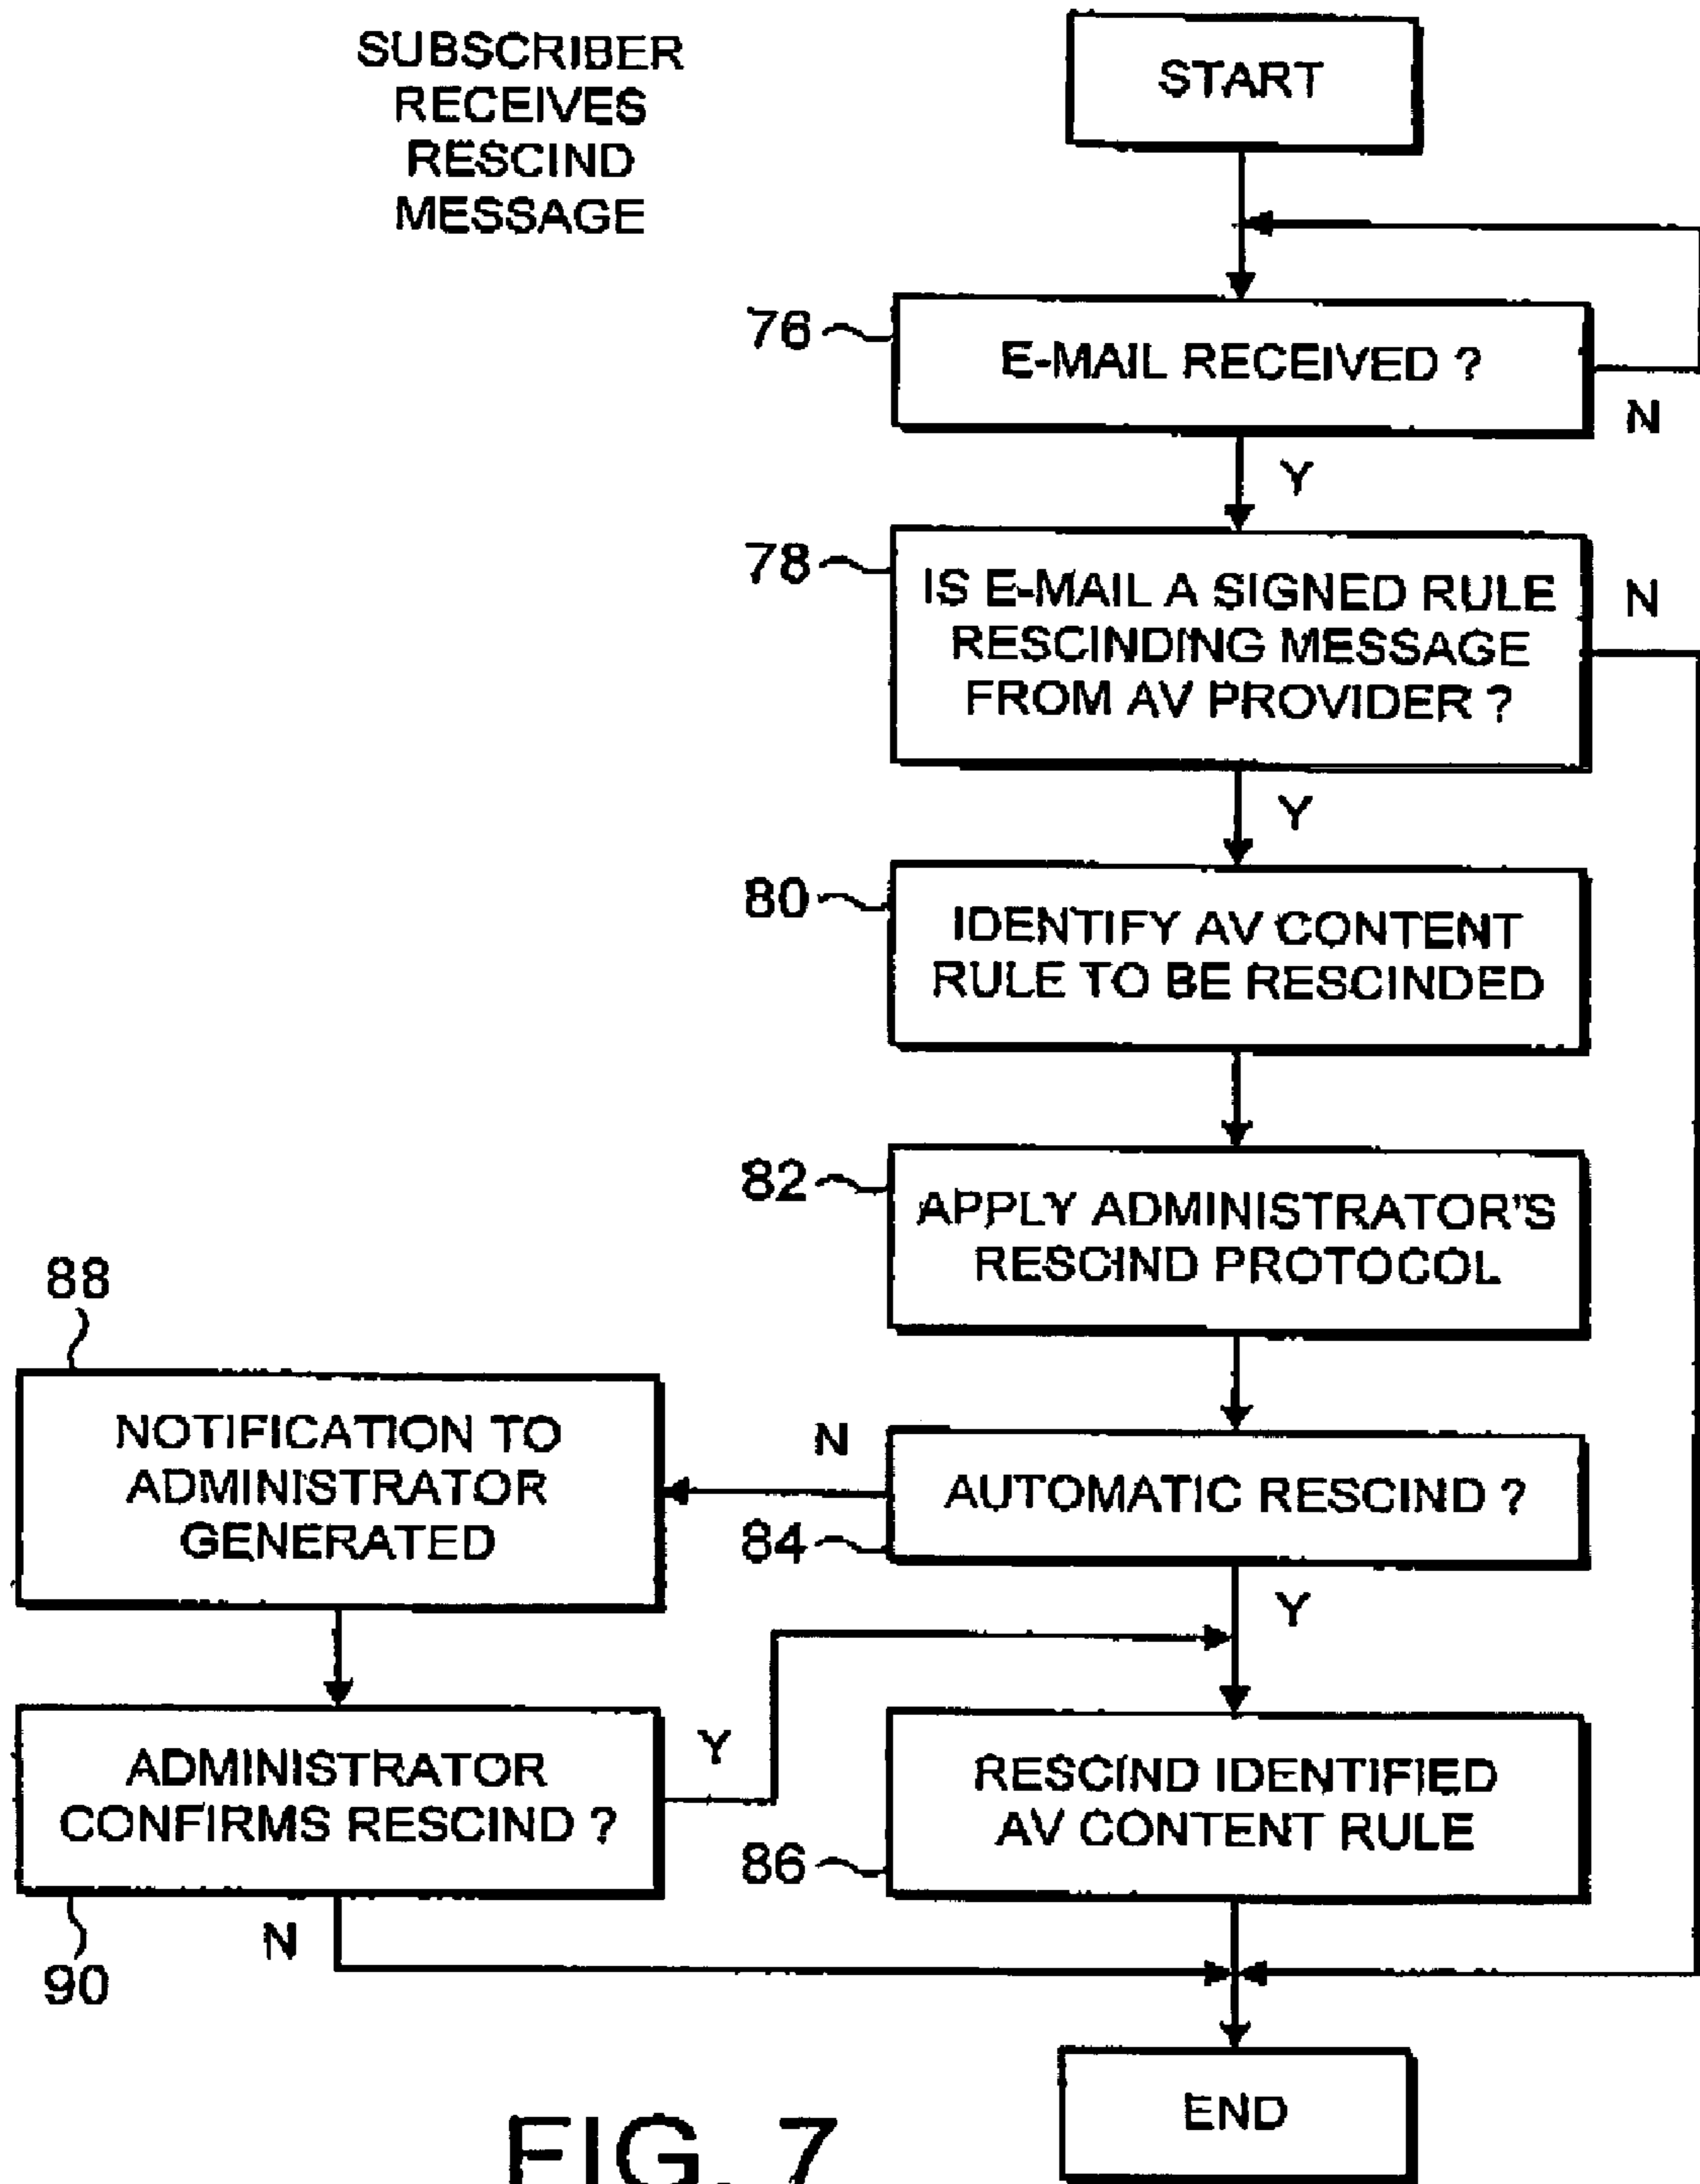 SUBSCRIBER
RECEIVES
RESCIND
MESSAGE
START
76
E-MAIL RECEIVED ?
N
Y
78
IS E-MAIL A SIGNED RULE
RESCINDING MESSAGE
FROM AV PROVIDER ?
N
Y
80
IDENTIFY AV CONTENT
RULE TO BE RESCINDED
82
APPLY ADMINISTRATOR'S
RESCIND PROTOCOL
88
NOTIFICATION TO
ADMINISTRATOR
GENERATED
N
AUTOMATIC RESCIND ?
84
Y
ADMINISTRATOR
CONFIRMS RESCIND ?
Y
RESCIND IDENTIFIED
AV CONTENT RULE
86
N
90
END
FIG. 7